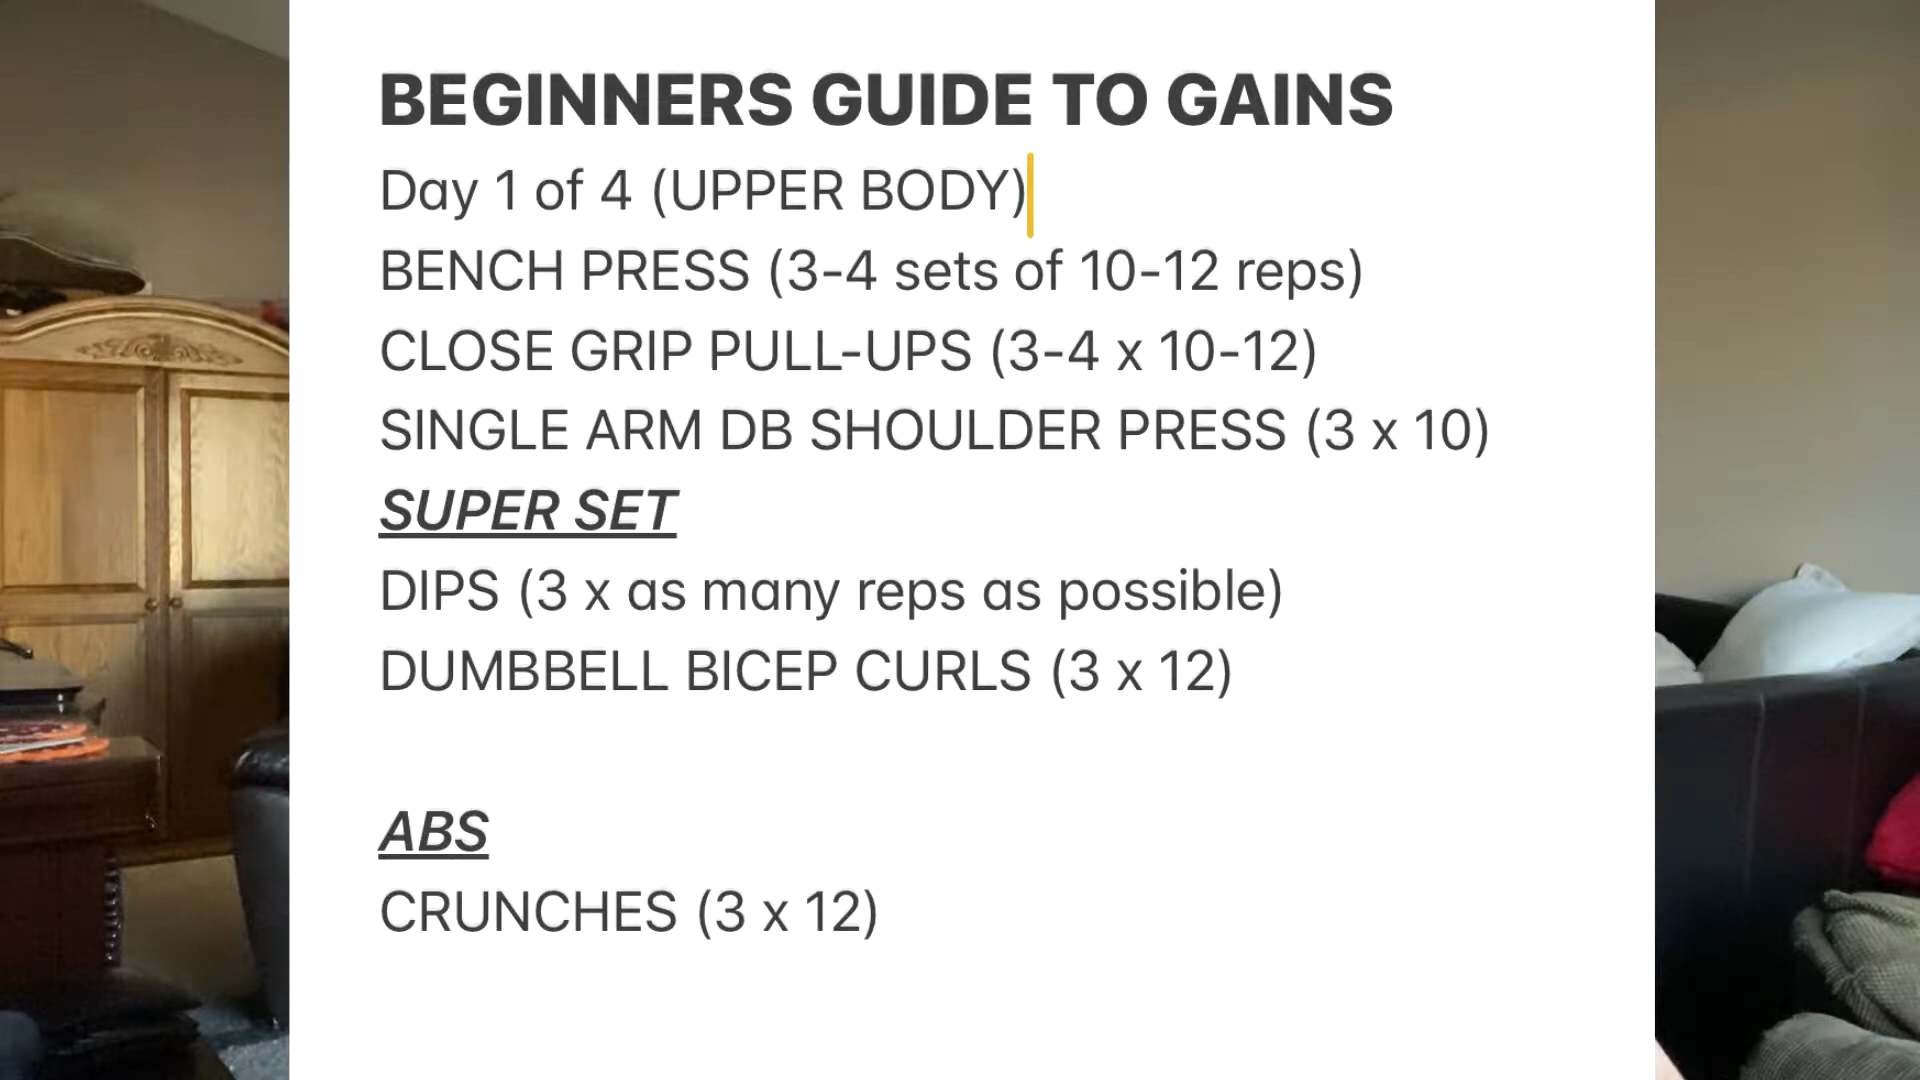 BEGINNERS GUIDE TO GAINS
Day 1 of 4 (UPPER BODY)
BENCH PRESS (3-4 sets of 10-12 reps)
CLOSE GRIP PULL-UPS (3-4 x 10-12)
SINGLE ARM DB SHOULDER PRESS (3 x 10)
SUPER SET
DIPS (3 x as many reps as possible)
DUMBBELL BICEP CURLS (3 x 12)
ABS
CRUNCHES (3 x 12)